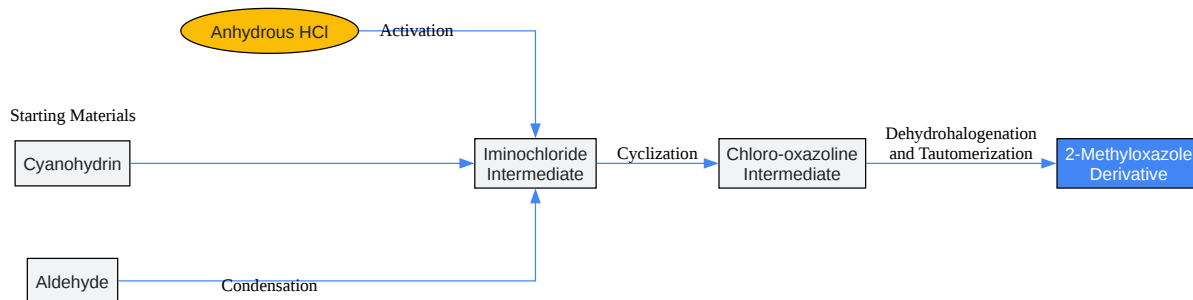 Anhydrous HCl
Activation
Starting Materials
Cyanohydrin
Iminochloride
Intermediate
Cyclization
Chloro-oxazoline
Intermediate
Dehydrohalogenation
and Tautomerization
2-Methyloxazole
Derivative
Aldehyde
Condensation